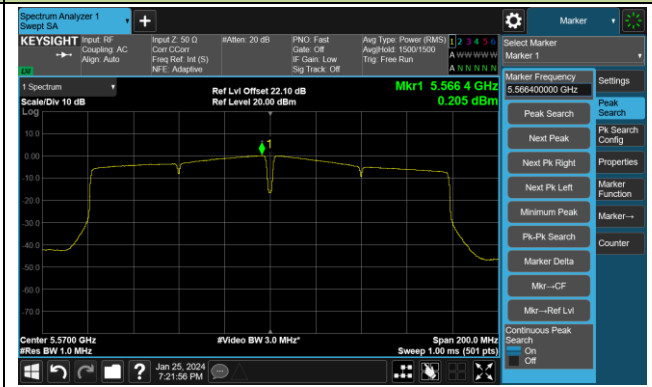 Spectrum Analyzer 1
Swept SA
+
Marker
KEYSIGHT Input: RF Input Z: 50 Ω #Atten: 20 dB PNO: Fast Avg Type: Power (RMS) 1 2 3 4 5 6
Coupling: AC Corr CCorr Gate: Off Avg|Hold: 1500/1500 A W W W W W
Align: Auto Freq Ref: Int (S) IF Gain: Low Trig: Free Run
NFE: Adaptive Sig Track: Off A N N N N N
Select Marker
Marker 1
1 Spectrum
Scale/Div 10 dB
Log
Ref Lvl Offset 22.10 dB
Ref Level 20.00 dBm
Mkr1 5.566 4 GHz
0.205 dBm
10.0
0.00
-10.0
-20.0
-30.0
-40.0
-50.0
-60.0
-70.0
1
Center 5.5700 GHz #Video BW 3.0 MHz* Span 200.0 MHz
#Res BW 1.0 MHz Sweep 1.00 ms (501 pts)
Marker Frequency
5.566400000 GHz
Peak Search
Next Peak
Next Pk Right
Next Pk Left
Minimum Peak
Pk-Pk Search
Marker Delta
Mkr→CF
Mkr→Ref Lvl
Continuous Peak
Search
On
Off
Settings
Peak
Search
Pk Search
Config
Properties
Marker
Function
Marker→
Counter
?
Jan 25, 2024
7:21:56 PM